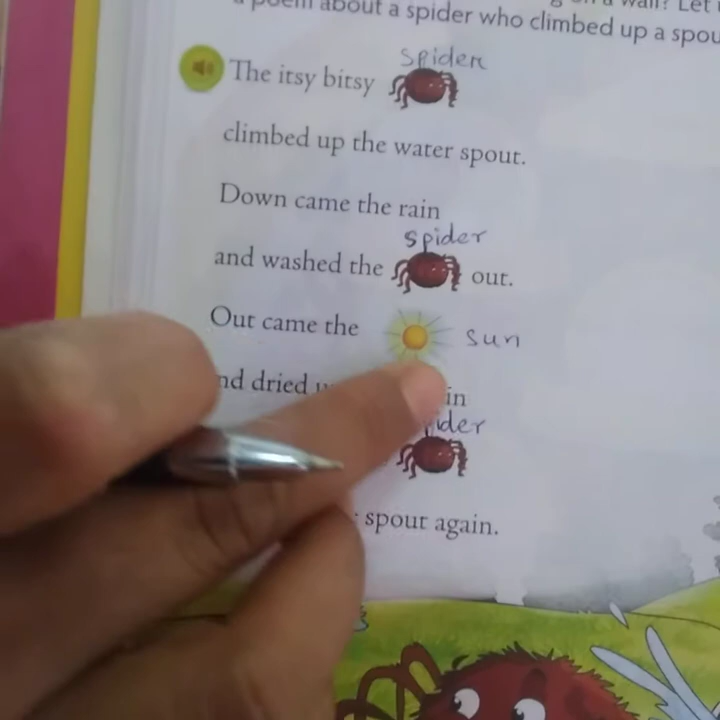 a poem about a spider who climbed up a spou
spider
The itsy bitsy
climbed up the water spout.
Down came the rain
spider
and washed the out.
Out came the sun
nd dried in
der
spout again.